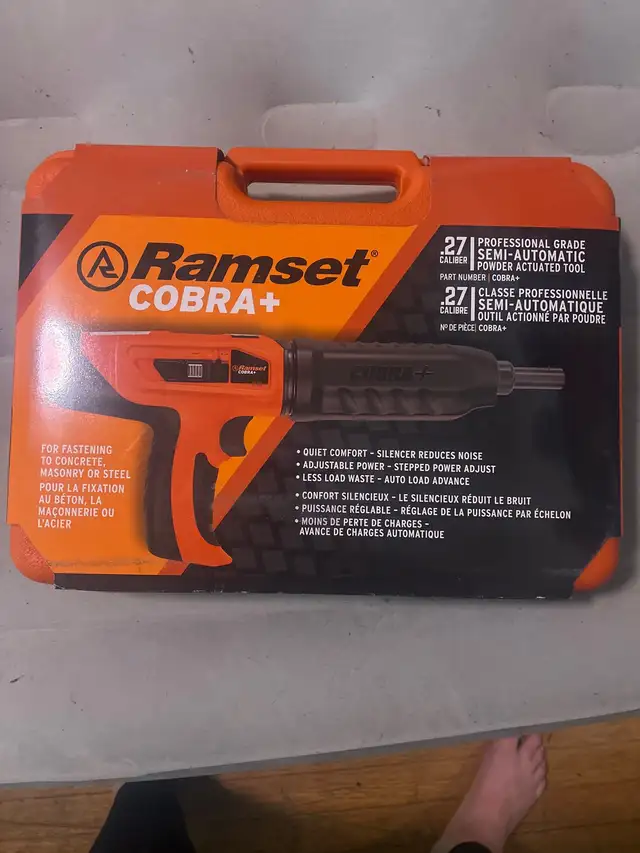 Ramset®
COBRA+
.27 CALIBER
PROFESSIONAL GRADE
SEMI-AUTOMATIC
POWDER ACTUATED TOOL
PART NUMBER | COBRA+
.27 CALIBRE
CLASSE PROFESSIONNELLE
SEMI-AUTOMATIQUE
OUTIL ACTIONNÉ PAR POUDRE
Nº DE PIÈCE| COBRA+
Ramset
COBRA+
COBRA+
FOR FASTENING
TO CONCRETE,
MASONRY OR STEEL
POUR LA FIXATION
AU BÉTON, LA
MAÇONNERIE OU
L'ACIER
• QUIET COMFORT – SILENCER REDUCES NOISE
• ADJUSTABLE POWER – STEPPED POWER ADJUST
• LESS LOAD WASTE – AUTO LOAD ADVANCE
• CONFORT SILENCIEUX – LE SILENCIEUX RÉDUIT LE BRUIT
• PUISSANCE RÉGLABLE – RÉGLAGE DE LA PUISSANCE PAR ÉCHELON
• MOINS DE PERTE DE CHARGES –
AVANCE DE CHARGES AUTOMATIQUE